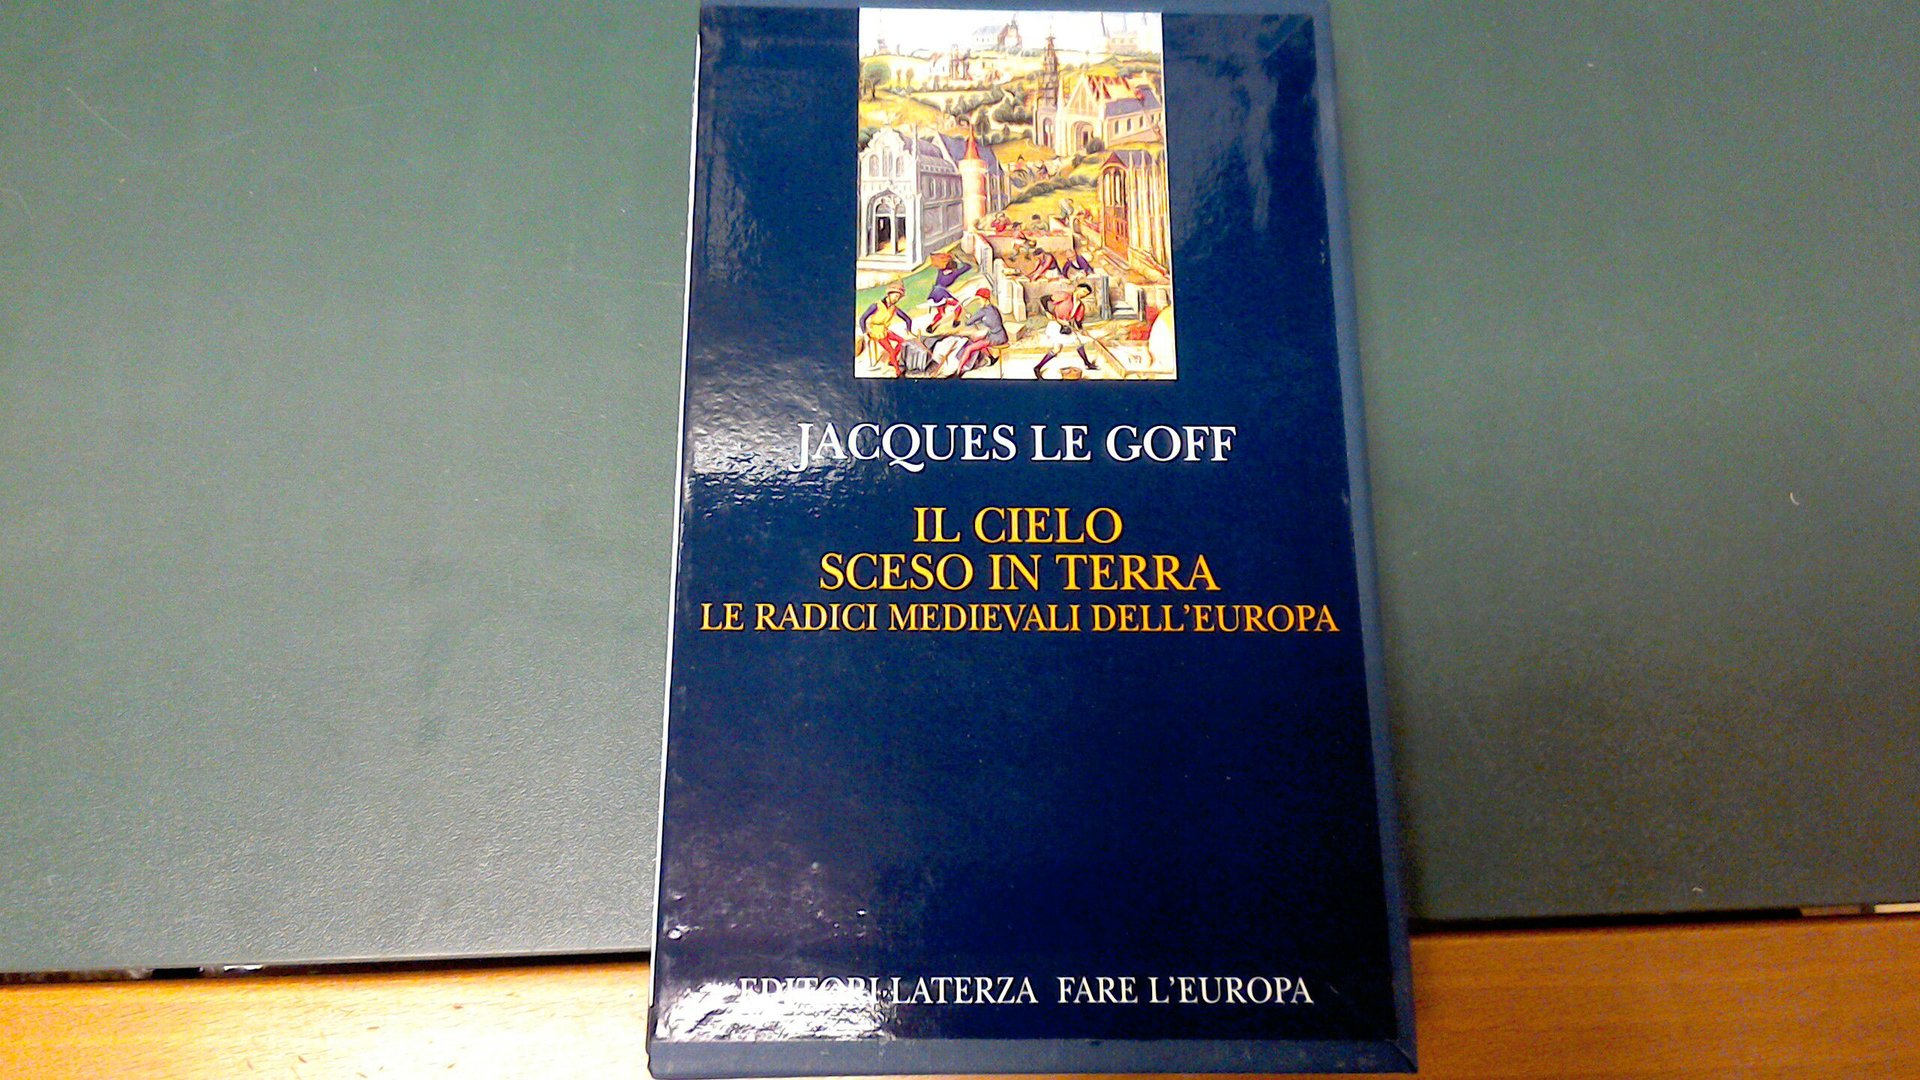 JACQUES LE GOFF
IL CIELO
SCESO IN TERRA
LE RADICI MEDIEVALI DELL'EUROPA
EDITORI LATERZA FARE L'EUROPA